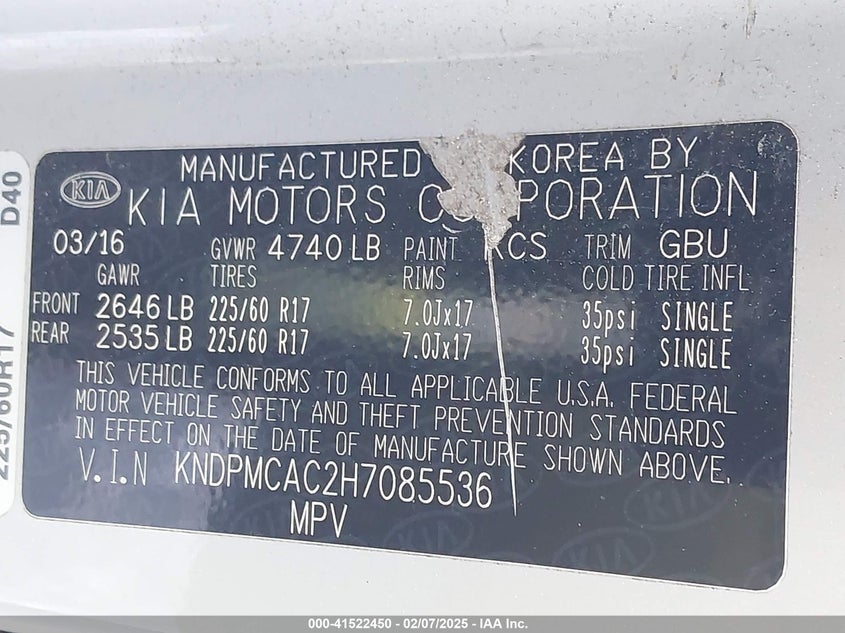 MANUFACTURED KOREA BY
KIA KIA MOTORS CORPORATION
03/16 GVWR 4740 LB PAINT KCS TRIM GBU
GAWR TIRES RIMS COLD TIRE INFL
FRONT 2646 LB 225/60 R17 7.0Jx17 35psi SINGLE
REAR 2535 LB 225/60 R17 7.0Jx17 35psi SINGLE
THIS VEHICLE CONFORMS TO ALL APPLICABLE U.S.A. FEDERAL
MOTOR VEHICLE SAFETY AND THEFT PREVENTION STANDARDS
IN EFFECT ON THE DATE OF MANUFACTURE SHOWN ABOVE.
V.I.N KNDPMCAC2H7085536
MPV
225/60R17 D40
000-41522450 - 02/07/2025 - IAA Inc.